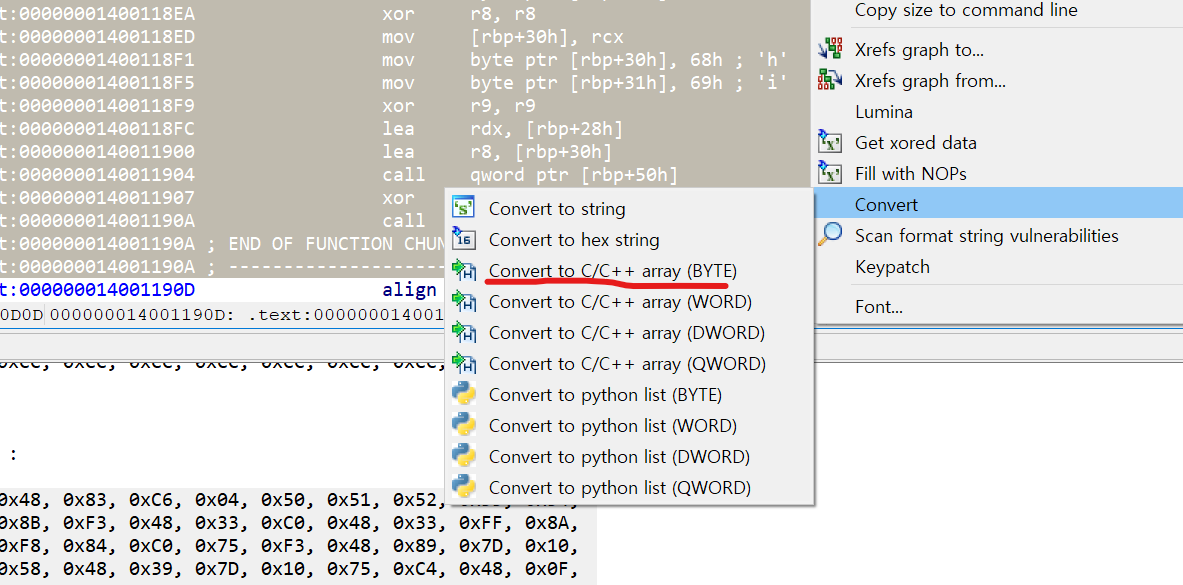 t:00000001400118EA xor r8, r8
t:00000001400118ED mov [rbp+30h], rcx
t:00000001400118F1 mov byte ptr [rbp+30h], 68h ; 'h'
t:00000001400118F5 mov byte ptr [rbp+31h], 69h ; 'i'
t:00000001400118F9 xor r9, r9
t:00000001400118FC lea rdx, [rbp+28h]
t:0000000140011900 lea r8, [rbp+30h]
t:0000000140011904 call qword ptr [rbp+50h]
t:0000000140011907 xor
t:000000014001190A call
t:000000014001190A ; END OF FUNCTION CHUN
t:000000014001190A ; ----------------------
t:000000014001190D align
0D0D 000000014001190D: .text:000000014001
Copy size to command line
Xrefs graph to...
Xrefs graph from...
Lumina
Get xored data
Fill with NOPs
Convert
Scan format string vulnerabilities
Keypatch
Font...
Convert to string
Convert to hex string
Convert to C/C++ array (BYTE)
Convert to C/C++ array (WORD)
Convert to C/C++ array (DWORD)
Convert to C/C++ array (QWORD)
Convert to python list (BYTE)
Convert to python list (WORD)
Convert to python list (DWORD)
Convert to python list (QWORD)
:
0x48, 0x83, 0xC6, 0x04, 0x50, 0x51, 0x52,
0x8B, 0xF3, 0x48, 0x33, 0xC0, 0x48, 0x33, 0xFF, 0x8A,
0xF8, 0x84, 0xC0, 0x75, 0xF3, 0x48, 0x89, 0x7D, 0x10,
0x58, 0x48, 0x39, 0x7D, 0x10, 0x75, 0xC4, 0x48, 0x0F,